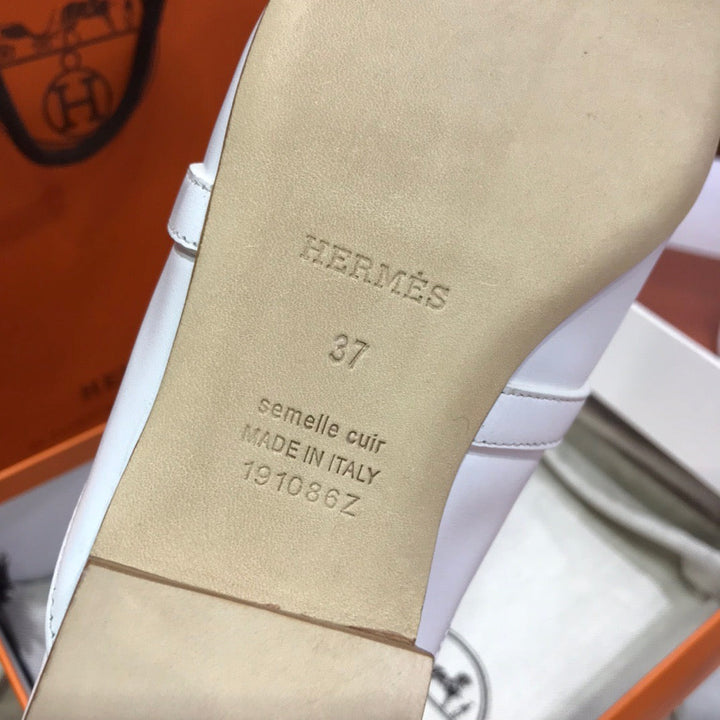 H
HERMÈS
37
semelle cuir
MADE IN ITALY
191086Z